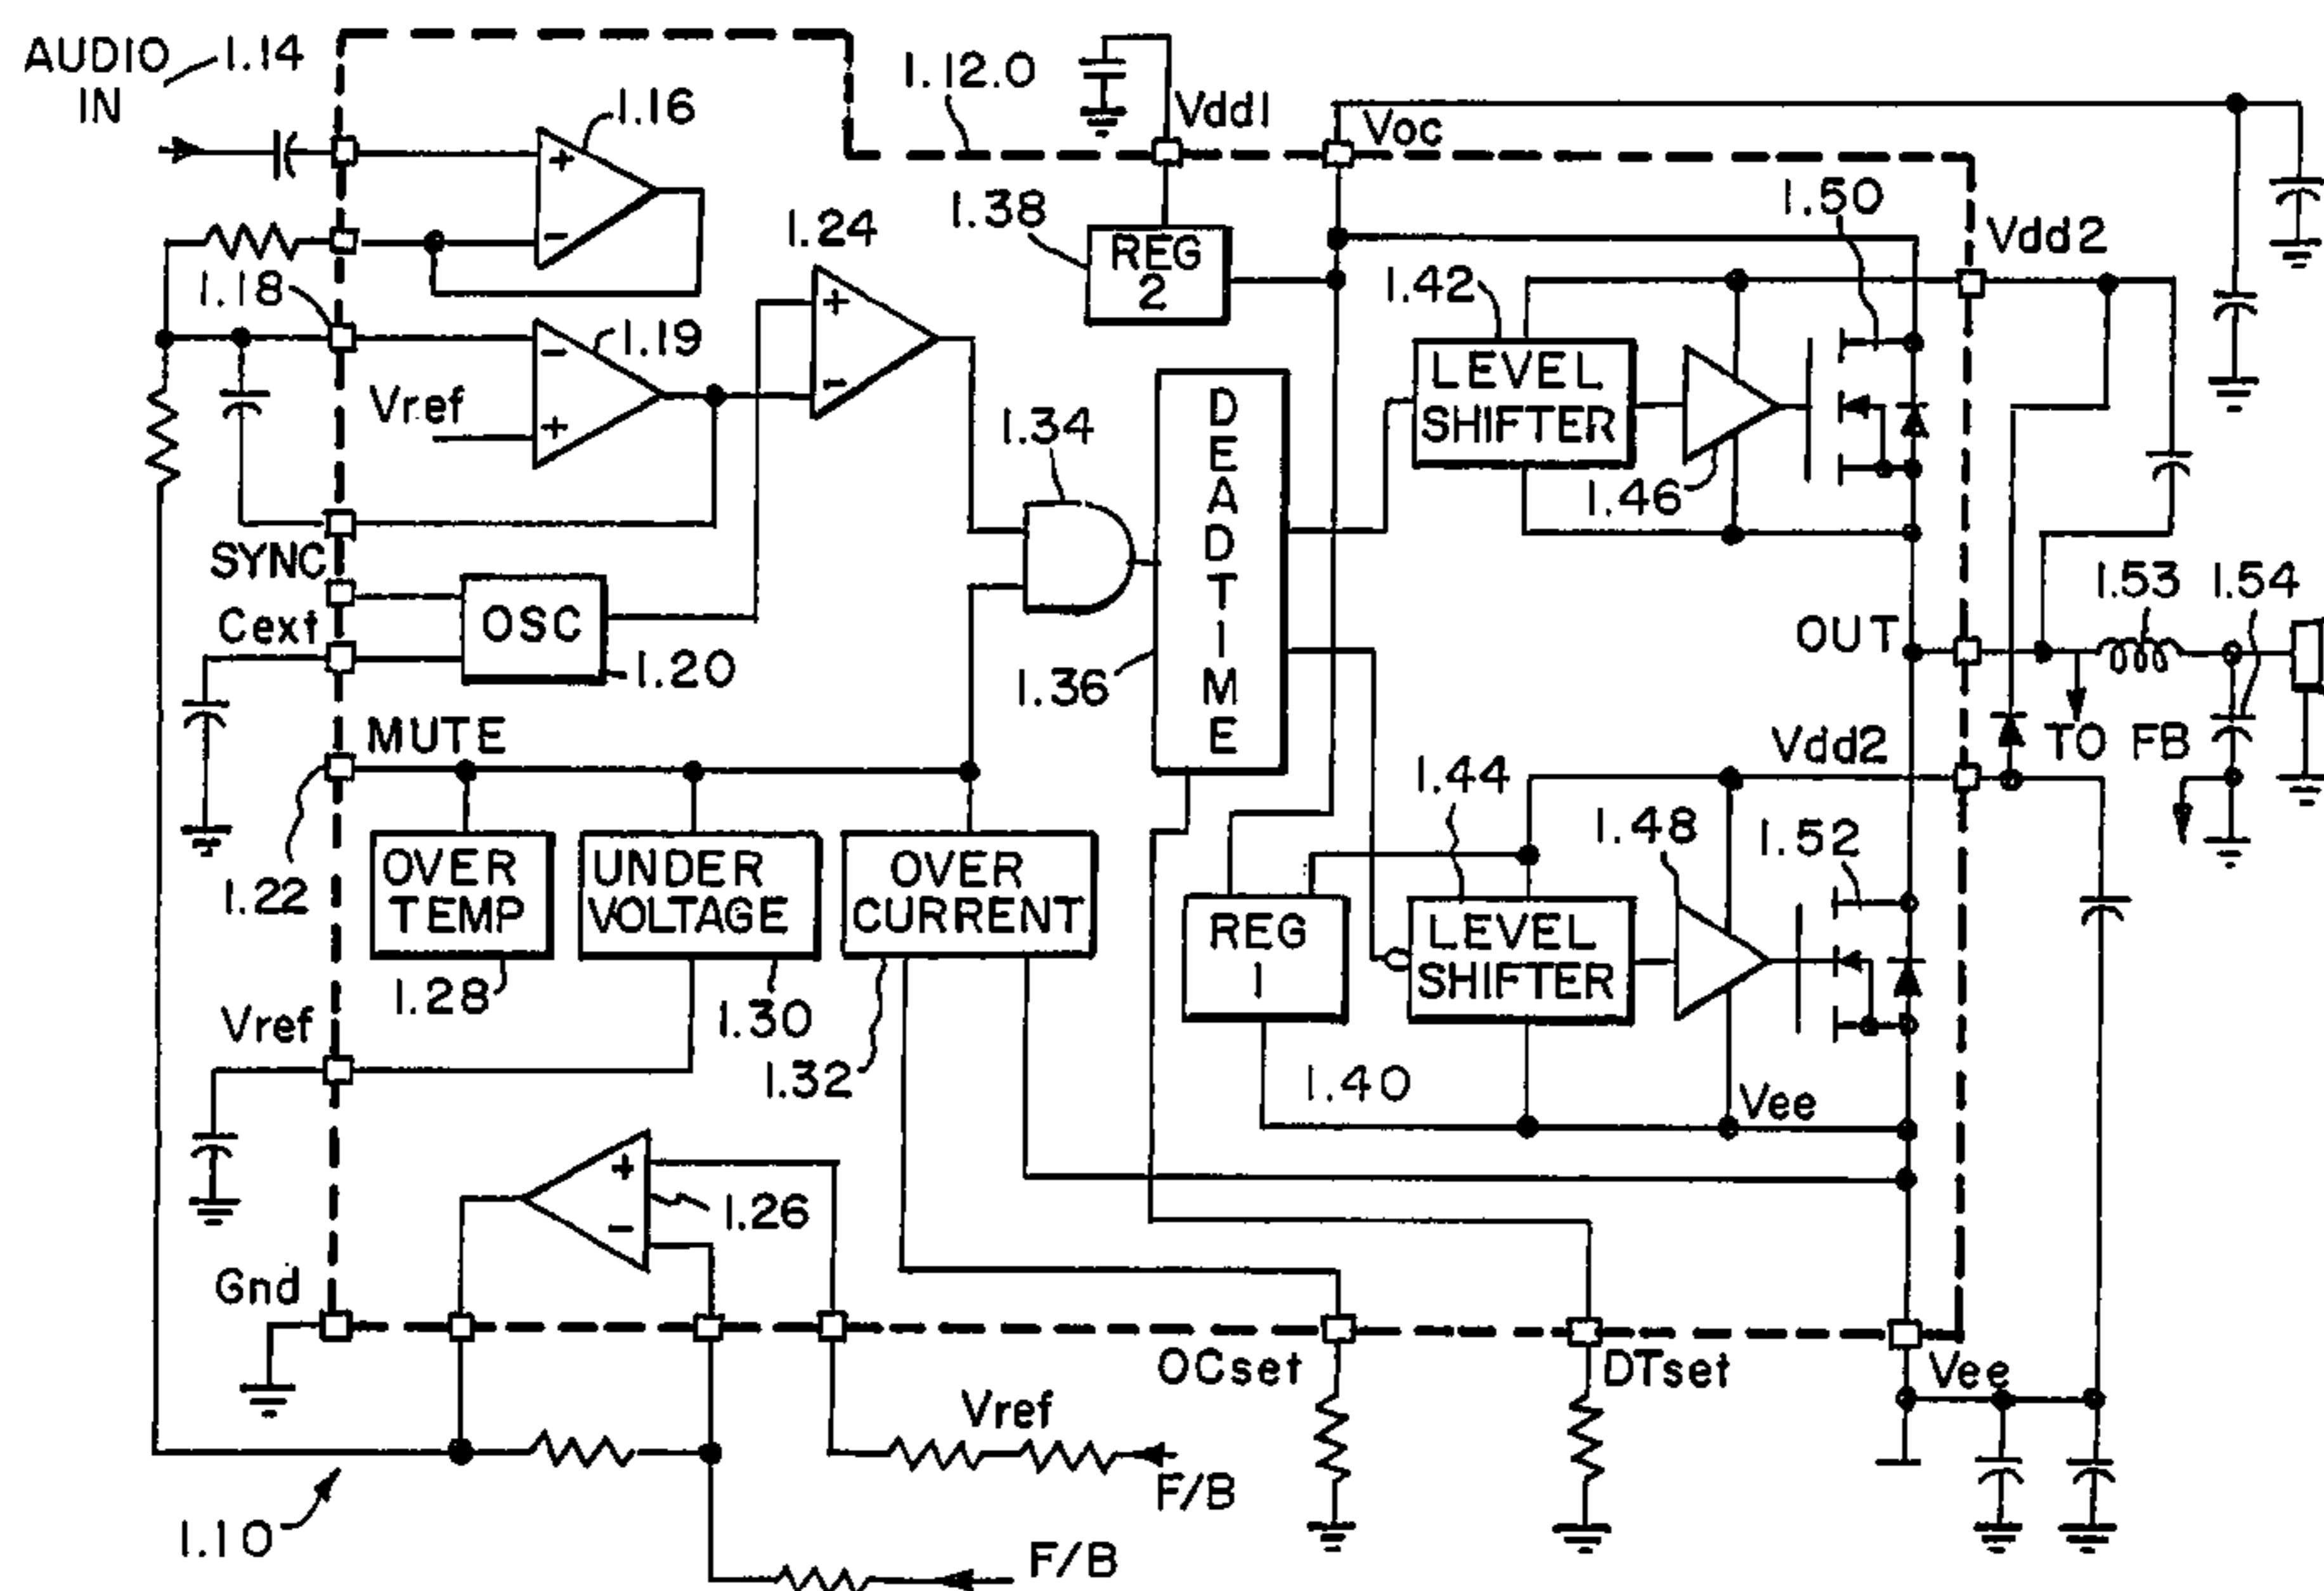 AUDIO
IN
1.14
1.16
1.12.0
Vdd1
Voc
1.50
Vdd2
1.38
REG
2
1.24
+
-
+
-
1.18
1.19
1.42
LEVEL
SHIFTER
-
+
Vref
1.34
DEADTIME
1.46
SYNC
OSC
Cext
1.20
1.36
OUT
1.53
1.54
TO FB
MUTE
Vdd2
1.44
1.48
1.52
1.22
OVER
TEMP
UNDER
VOLTAGE
OVER
CURRENT
REG
1
LEVEL
SHIFTER
1.28
1.30
1.32
Vref
1.40
Vee
+
-
1.26
Gnd
OCset
DTset
Vee
Vref
F/B
1.10
F/B